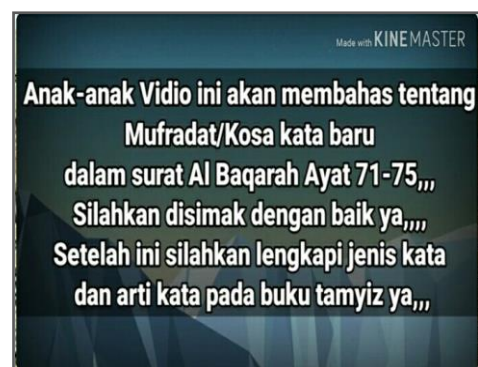 Made with KINEMASTER
Anak-anak Vidio ini akan membahas tentang
Mufradat/Kosa kata baru
dalam surat Al Baqarah Ayat 71-75,,,
Silahkan disimak dengan baik ya,,,,
Setelah ini silahkan lengkapi jenis kata
dan arti kata pada buku tamyiz ya,,,